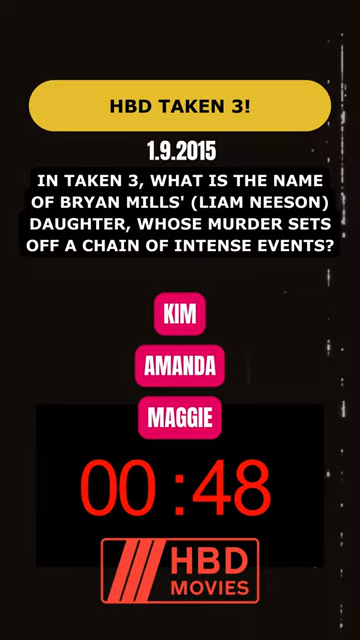 HBD TAKEN 3!
1.9.2015
IN TAKEN 3, WHAT IS THE NAME
OF BRYAN MILLS' (LIAM NEESON)
DAUGHTER, WHOSE MURDER SETS
OFF A CHAIN OF INTENSE EVENTS?
KIM
AMANDA
MAGGIE
00:48
HBD
MOVIES